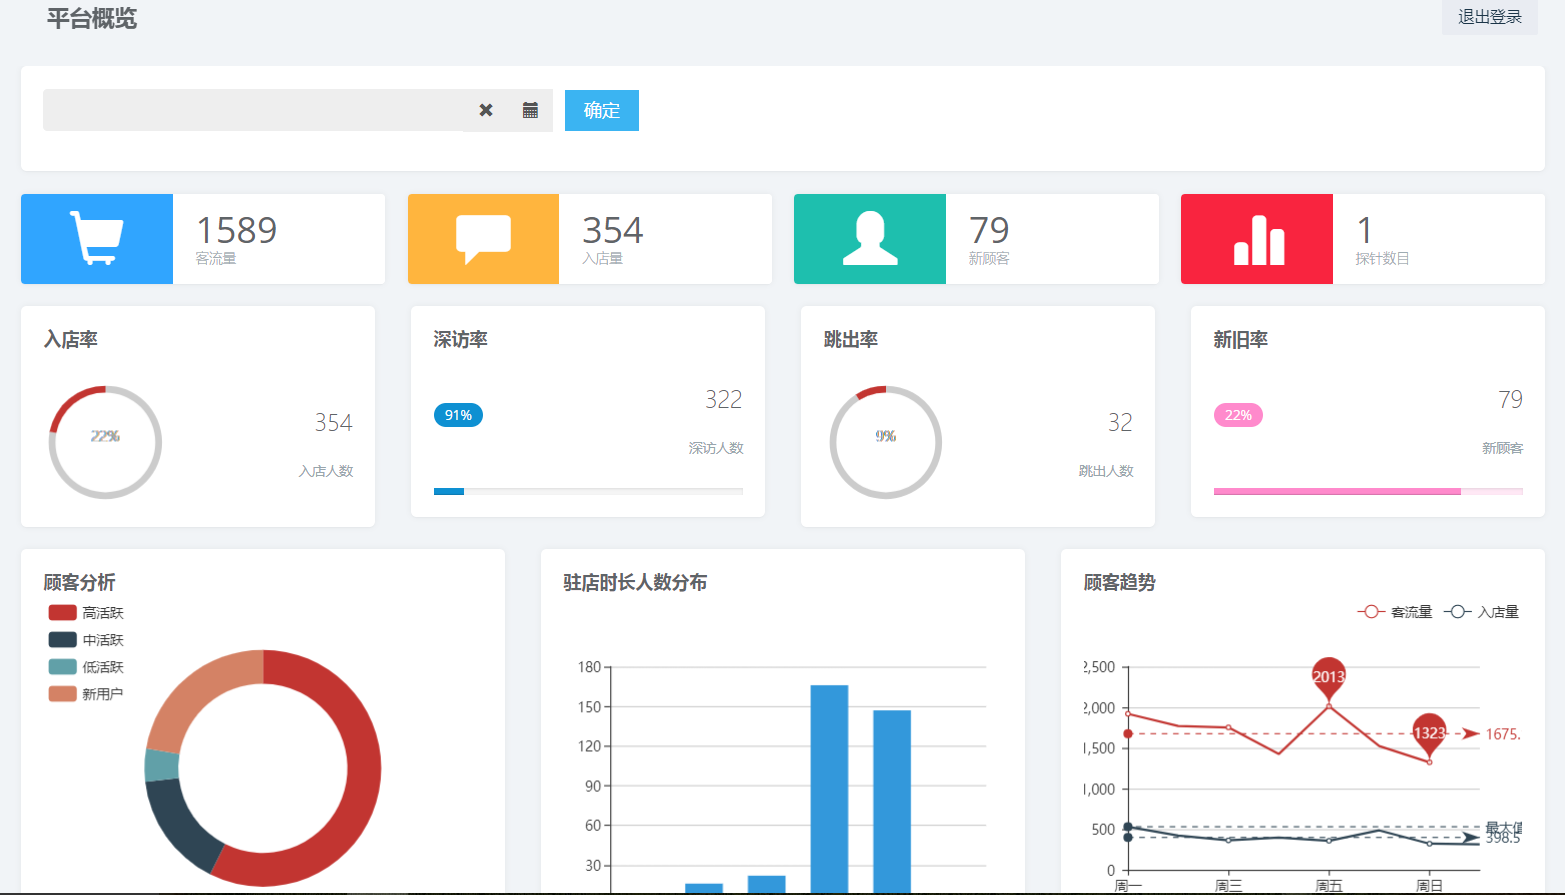 平台概览
退出登录
确定
1589
客流量
354
入店量
79
新顾客
1
探针数目
入店率
22%
354
入店人数
深访率
91%
322
深访人数
跳出率
9%
32
跳出人数
新旧率
22%
79
新顾客
顾客分析
高活跃
中活跃
低活跃
新用户
驻店时长人数分布
180
150
120
90
60
30
顾客趋势
客流量 入店量
2,500
2,000
1,500
1,000
500
0
2013
1323
1675.
最大值
398.5
周一 周三 周五 周日